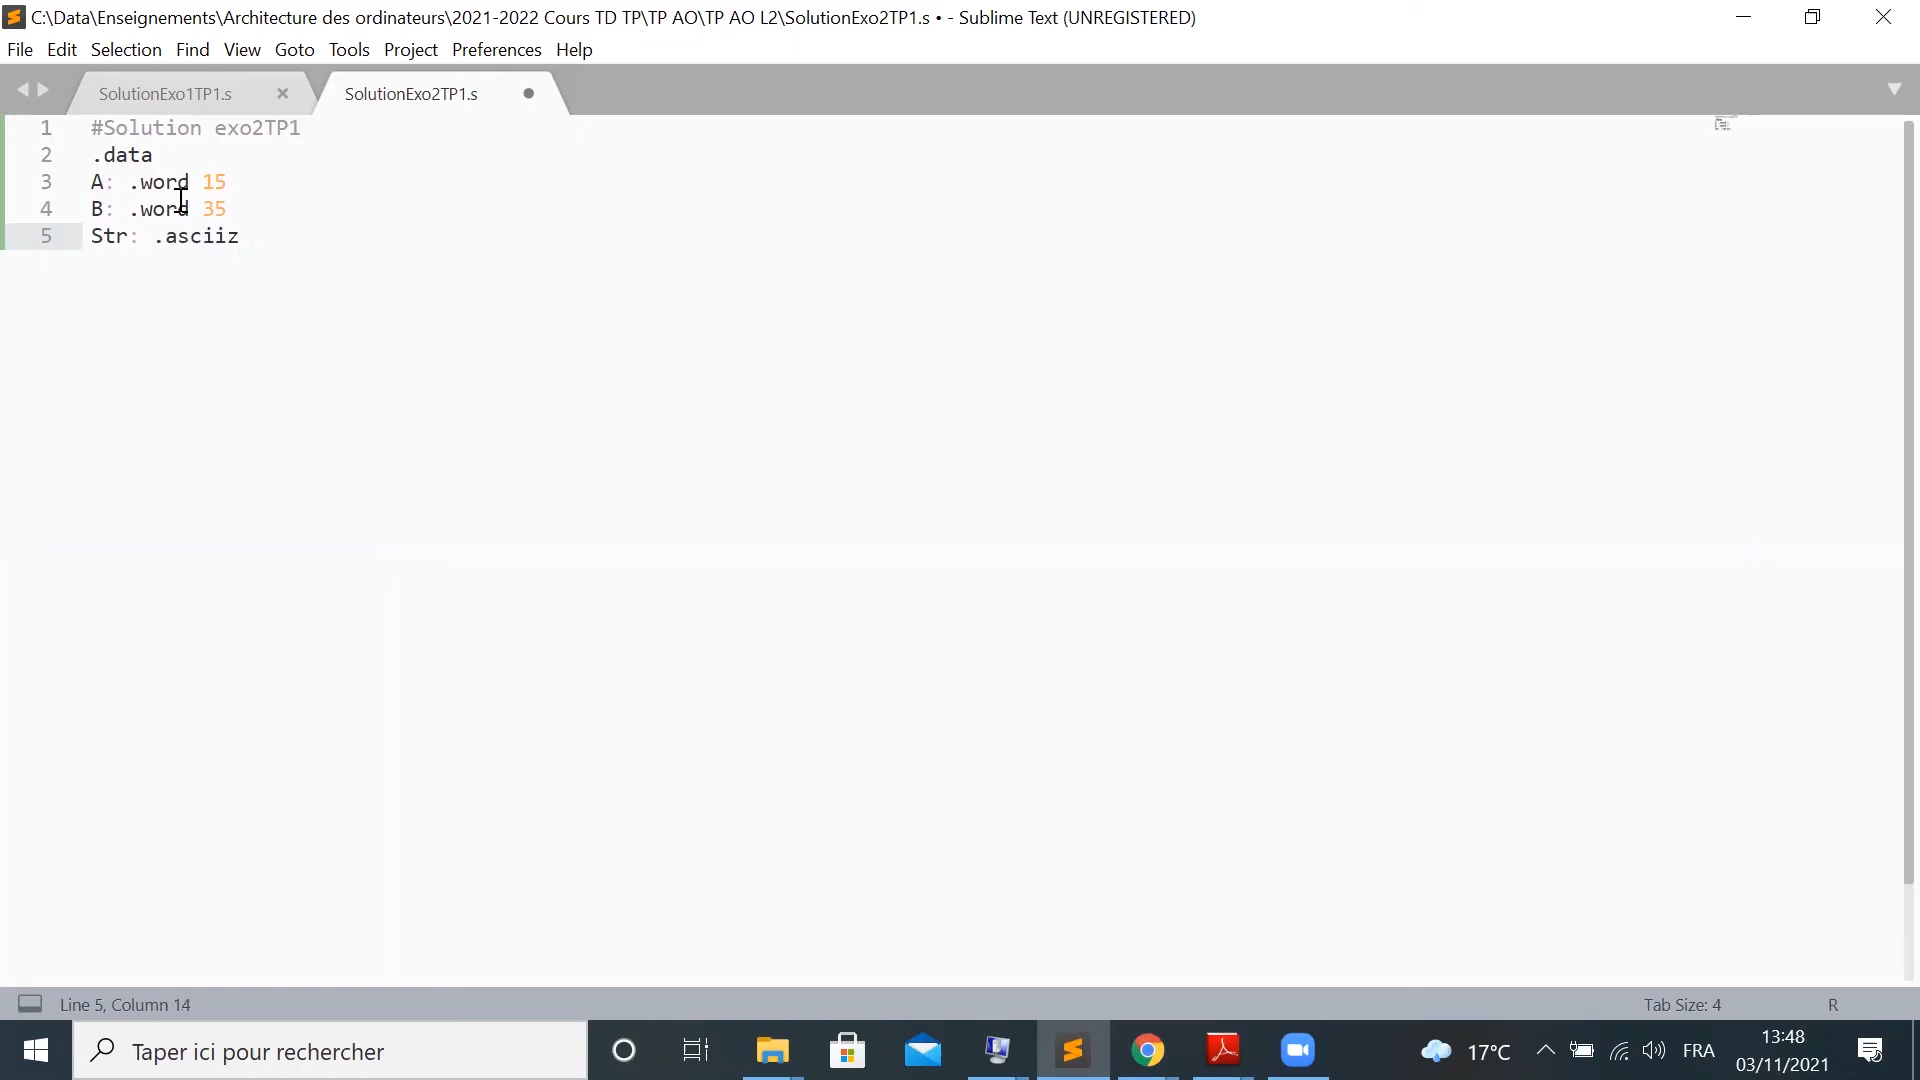 C:\Data\Enseignements\Architecture des ordinateurs\2021-2022 Cours TD TP\TP AO\TP AO L2\SolutionExo2TP1.s • - Sublime Text (UNREGISTERED)
File Edit Selection Find View Goto Tools Project Preferences Help
SolutionExo1TP1.s SolutionExo2TP1.s
1 #Solution exo2TP1
2 .data
3 A: .word 15
4 B: .word 35
5 Str: .asciiz
Line 5, Column 14 Tab Size: 4 R
Taper ici pour rechercher 17°C FRA 13:48
03/11/2021